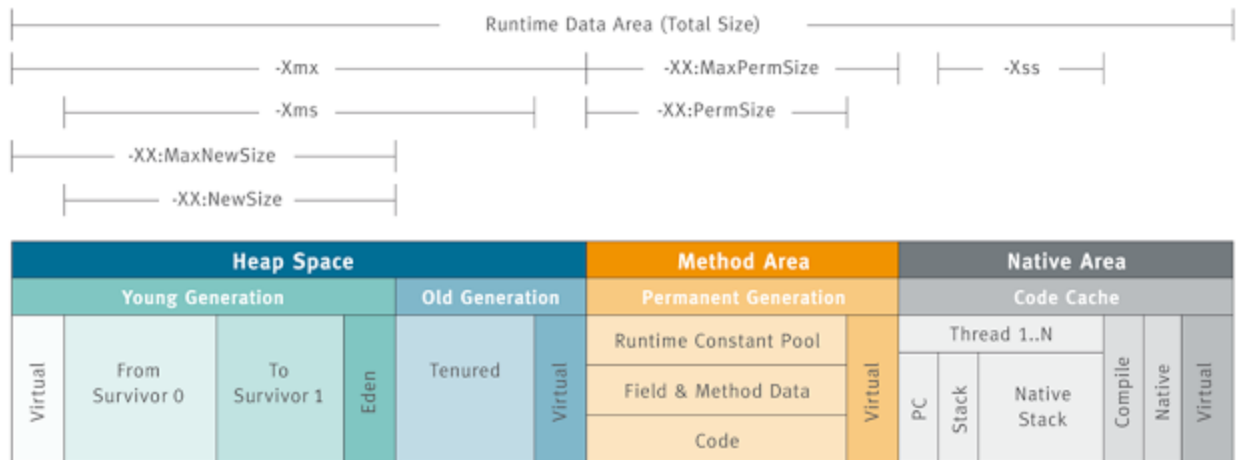 Runtime Data Area (Total Size)
-Xmx -XX:MaxPermSize -Xss
-Xms -XX:PermSize
-XX:MaxNewSize
-XX:NewSize
Heap Space Method Area Native Area
Young Generation Old Generation Permanent Generation Code Cache
Virtual
From
Survivor 0
To
Survivor 1
Eden
Tenured
Virtual
Runtime Constant Pool
Field & Method Data
Code
Virtual
Thread 1..N
PC
Stack
Native
Stack
Compile
Native
Virtual